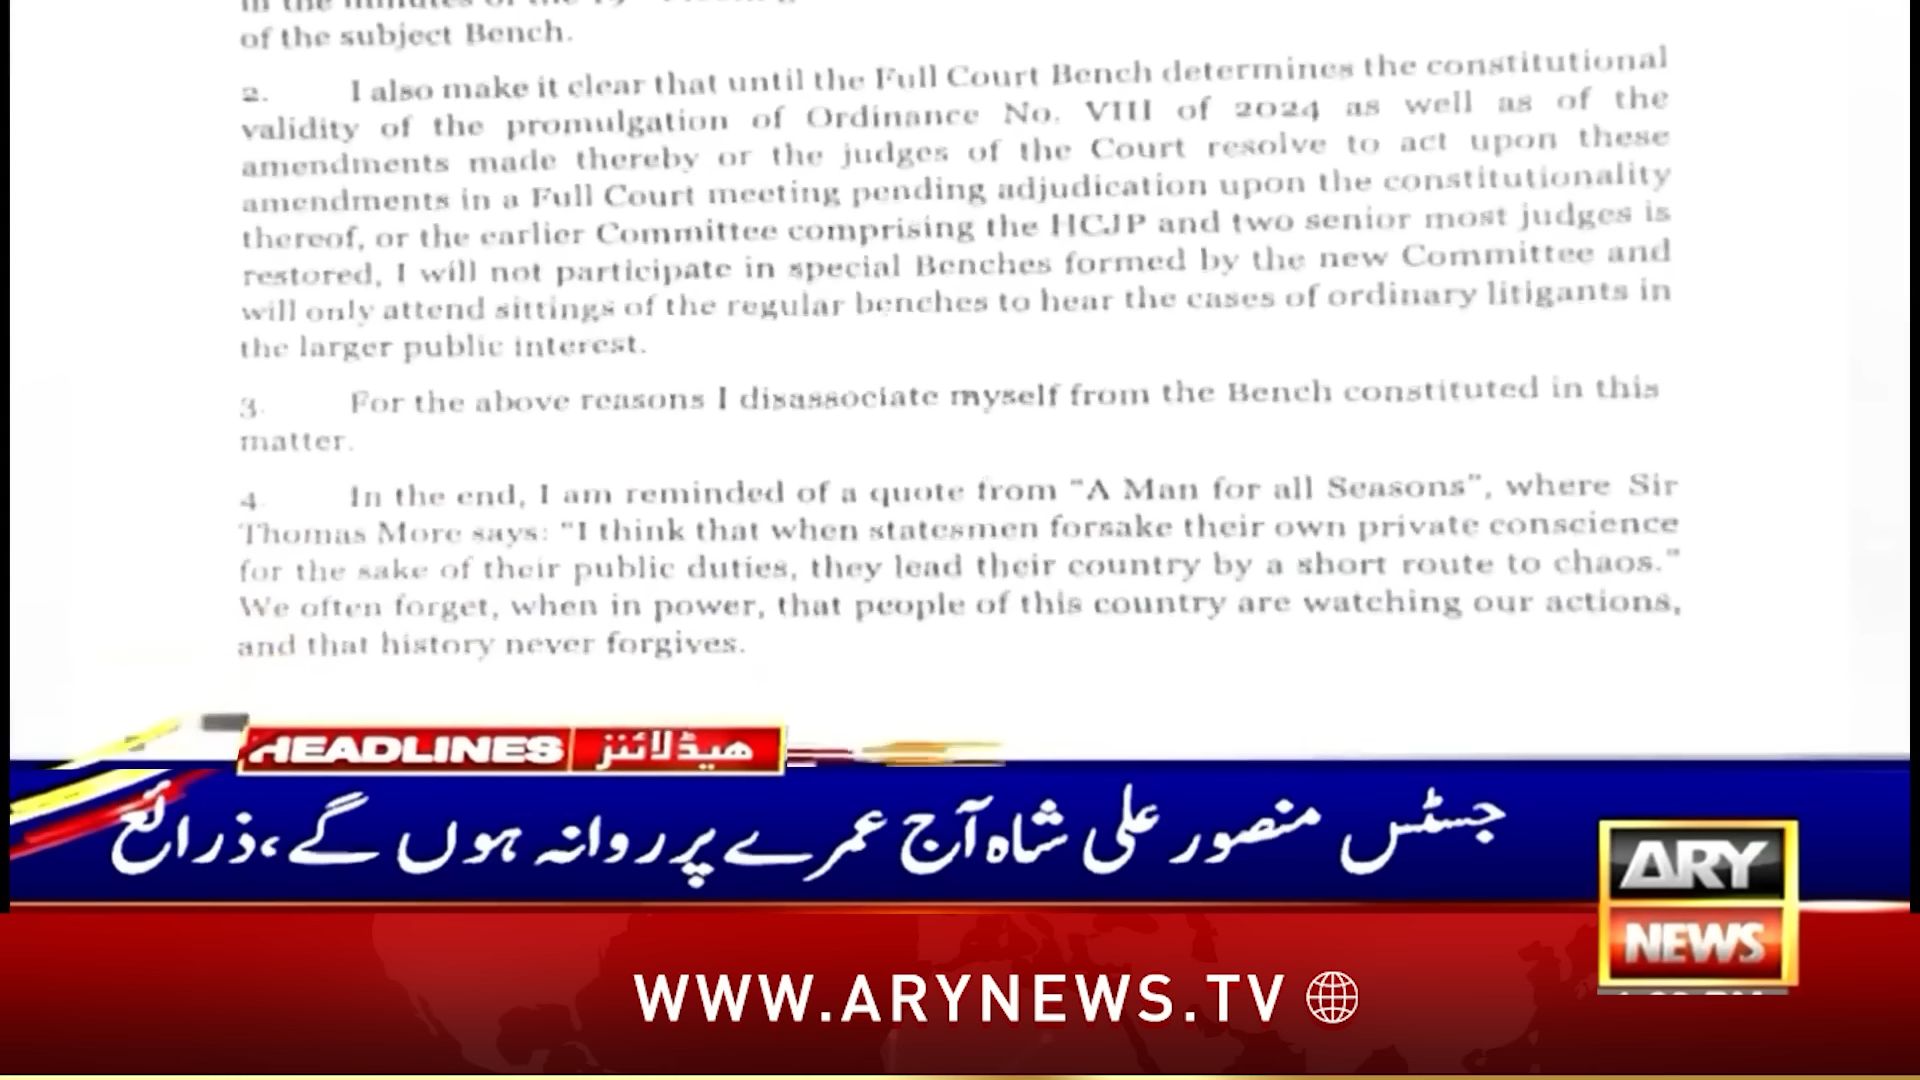 of the subject Bench.
2. I also make it clear that until the Full Court Bench determines the constitutional
validity of the promulgation of Ordinance No. VIII of 2024 as well as of the
amendments made thereby or the judges of the Court resolve to act upon these
amendments in a Full Court meeting pending adjudication upon the constitutionality
thereof, or the earlier Committee comprising the HCJP and two senior most judges is
restored, I will not participate in special Benches formed by the new Committee and
will only attend sittings of the regular benches to hear the cases of ordinary litigants in
the larger public interest.
3. For the above reasons I disassociate myself from the Bench constituted in this
matter.
4. In the end, I am reminded of a quote from "A Man for all Seasons", where Sir
Thomas More says: "I think that when statesmen forsake their own private conscience
for the sake of their public duties, they lead their country by a short route to chaos."
We often forget, when in power, that people of this country are watching our actions,
and that history never forgives.
HEADLINES ہیڈلائنز
جسٹس منصور علی شاہ آج عمرے پر روانہ ہوں گے، ذرائع
ARY
NEWS
WWW.ARYNEWS.TV